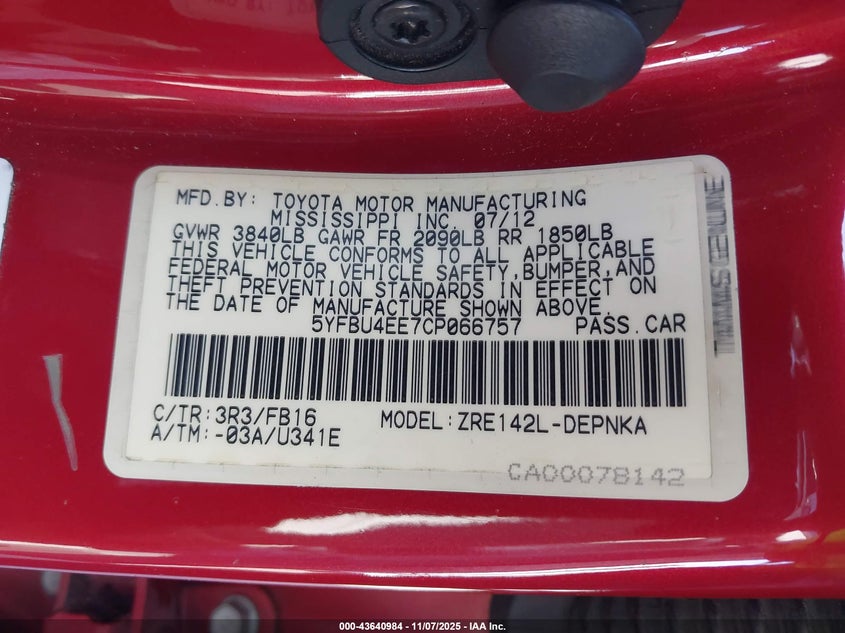 MFD.BY: TOYOTA MOTOR MANUFACTURING
MISSISSIPPI INC. 07/12
GVWR 3840LB GAWR FR 2090LB RR 1850LB
THIS VEHICLE CONFORMS TO ALL APPLICABLE
FEDERAL MOTOR VEHICLE SAFETY,BUMPER,AND
THEFT PREVENTION STANDARDS IN EFFECT ON
THE DATE OF MANUFACTURE SHOWN ABOVE.
5YFBU4EE7CP066757 PASS.CAR
C/TR:3R3/FB16 MODEL:ZRE142L-DEPNKA
A/TM:-03A/U341E
CA00078142
GENUINE
000-43640984 - 11/07/2025 - IAA Inc.